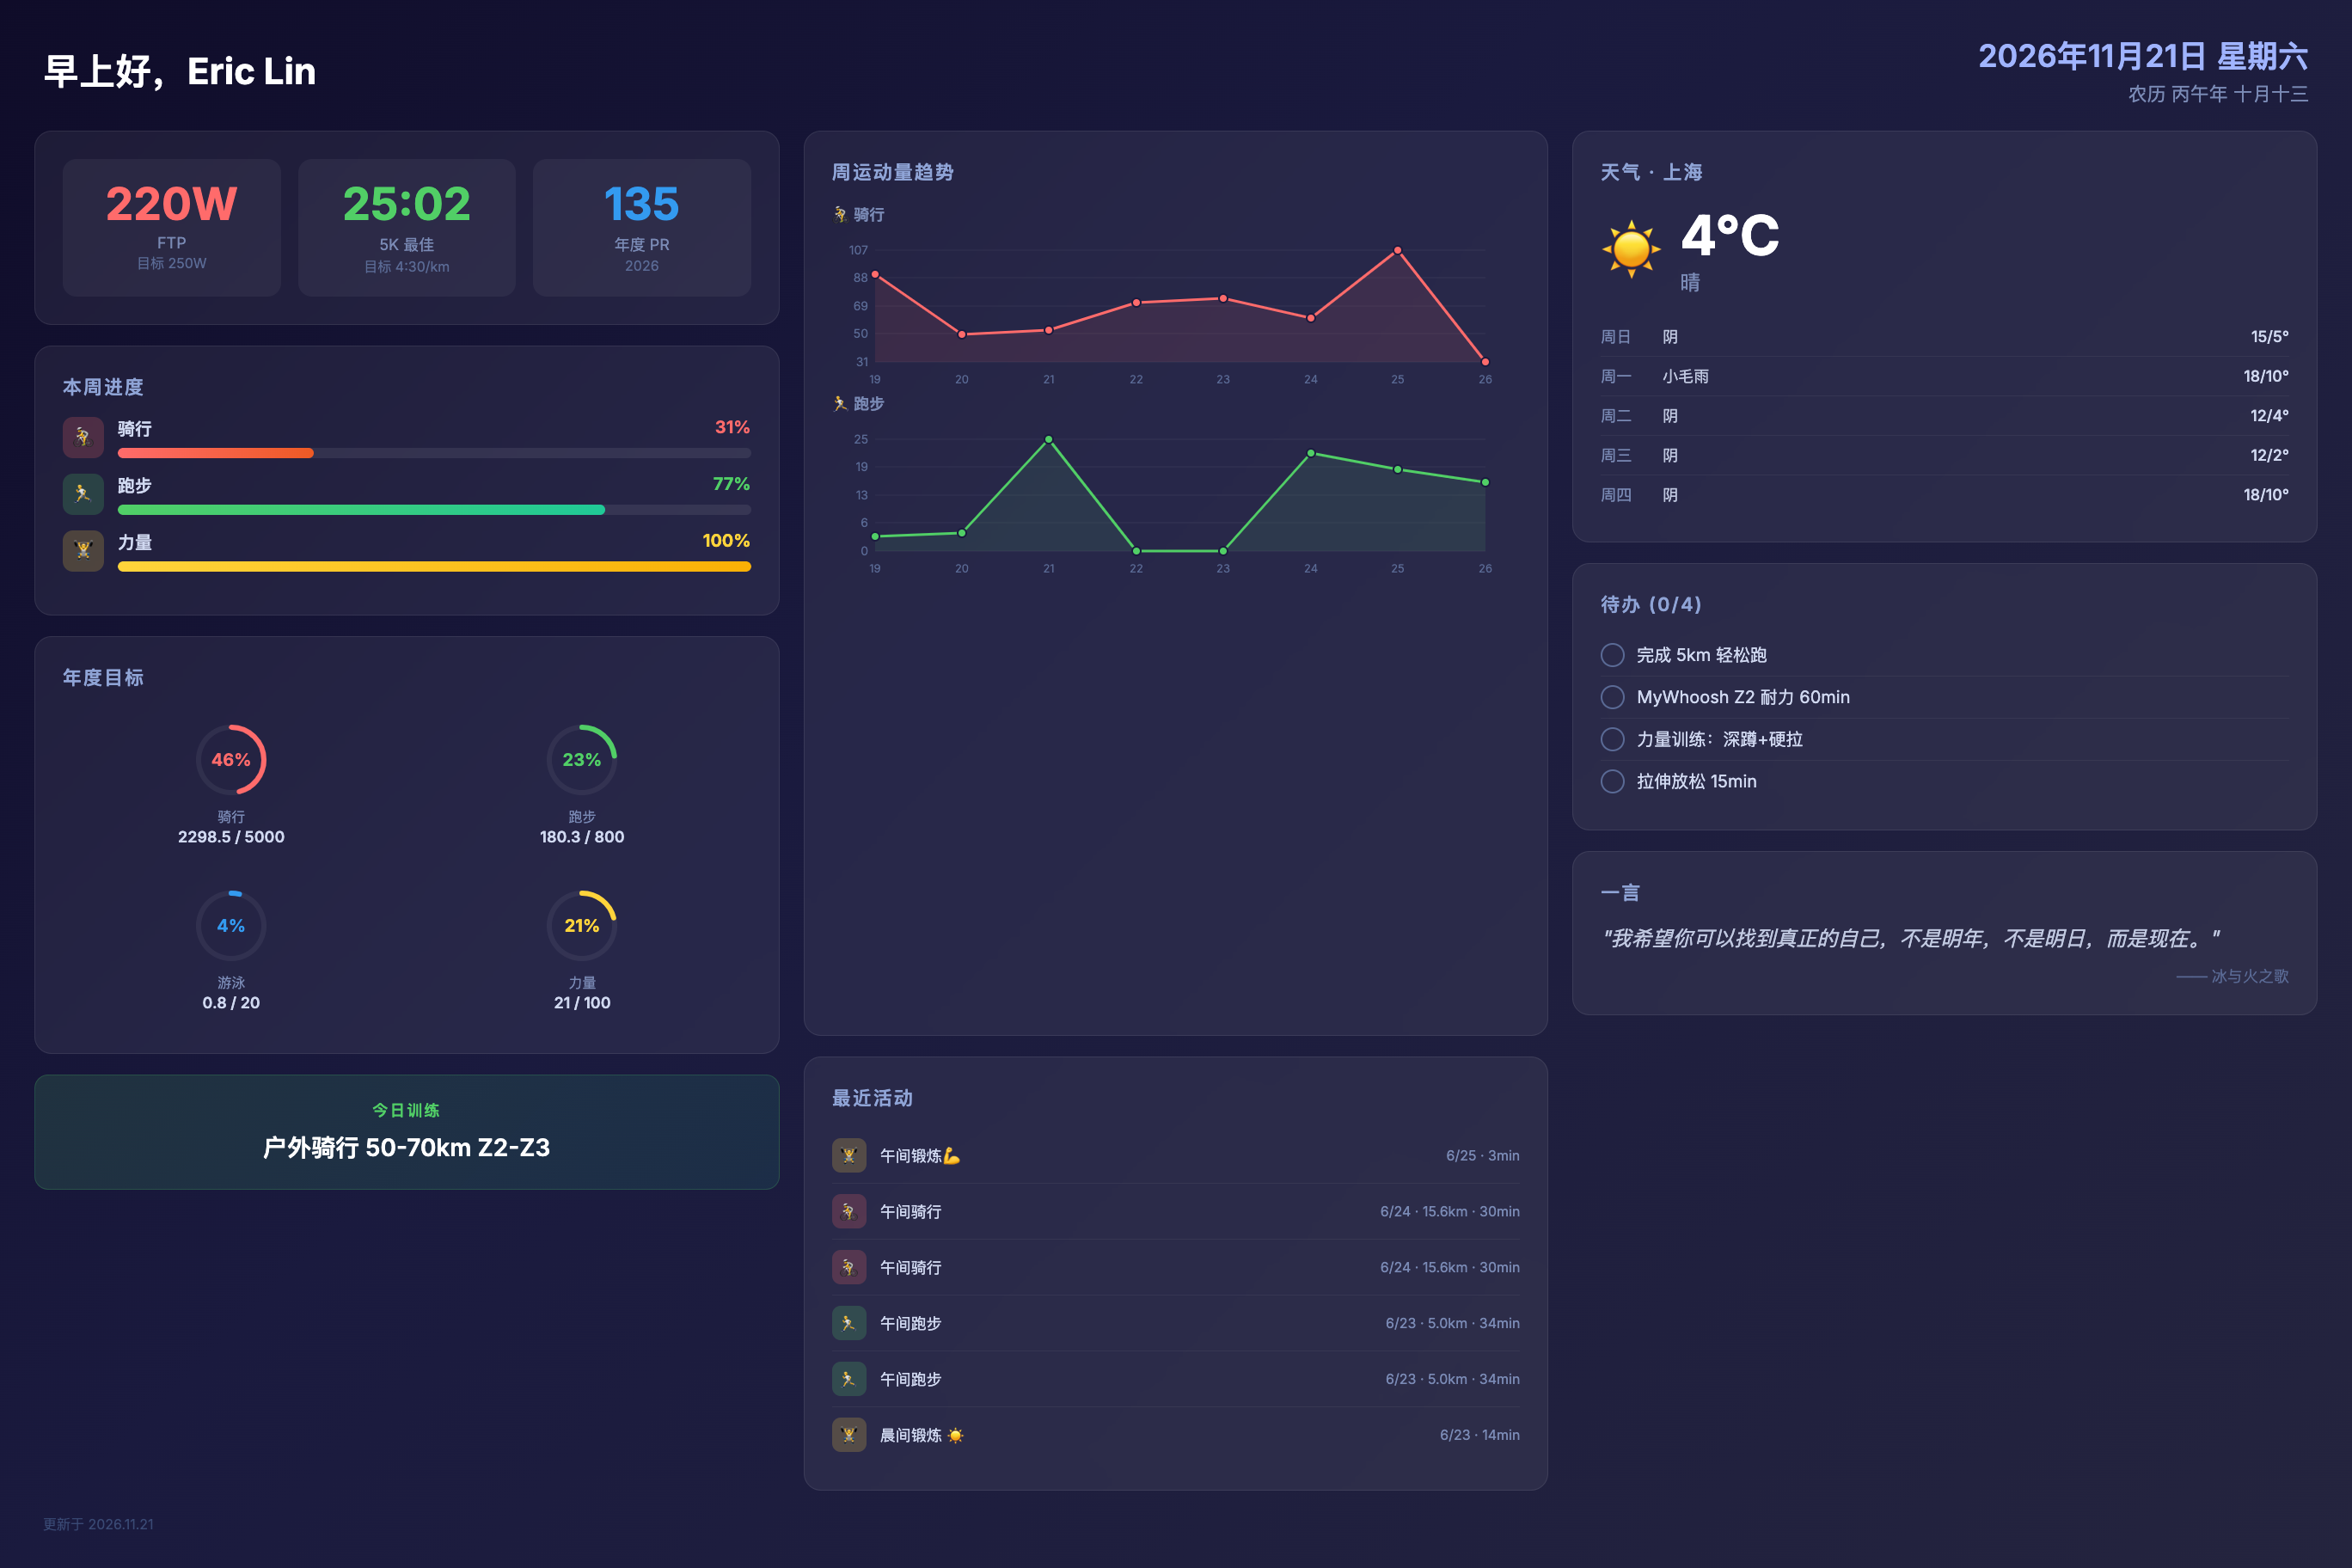 早上好，Eric Lin
2026年11月21日 星期六
农历 丙午年 十月十三
220W
FTP
目标 250W
25:02
5K 最佳
目标 4:30/km
135
年度 PR
2026
本周进度
骑行
31%
跑步
77%
力量
100%
年度目标
46%
骑行
2298.5 / 5000
23%
跑步
180.3 / 800
4%
游泳
0.8 / 20
21%
力量
21 / 100
今日训练
户外骑行 50-70km Z2-Z3
周运动量趋势
骑行
107
88
69
50
31
19 20 21 22 23 24 25 26
跑步
25
19
13
6
0
19 20 21 22 23 24 25 26
最近活动
午间锻炼💪 6/25 · 3min
午间骑行 6/24 · 15.6km · 30min
午间骑行 6/24 · 15.6km · 30min
午间跑步 6/23 · 5.0km · 34min
午间跑步 6/23 · 5.0km · 34min
晨间锻炼 ☀️ 6/23 · 14min
天气 · 上海
4°C
晴
周日 阴 15/5°
周一 小毛雨 18/10°
周二 阴 12/4°
周三 阴 12/2°
周四 阴 18/10°
待办 (0/4)
完成 5km 轻松跑
MyWhoosh Z2 耐力 60min
力量训练：深蹲+硬拉
拉伸放松 15min
一言
"我希望你可以找到真正的自己，不是明年，不是明日，而是现在。"
—— 冰与火之歌
更新于 2026.11.21